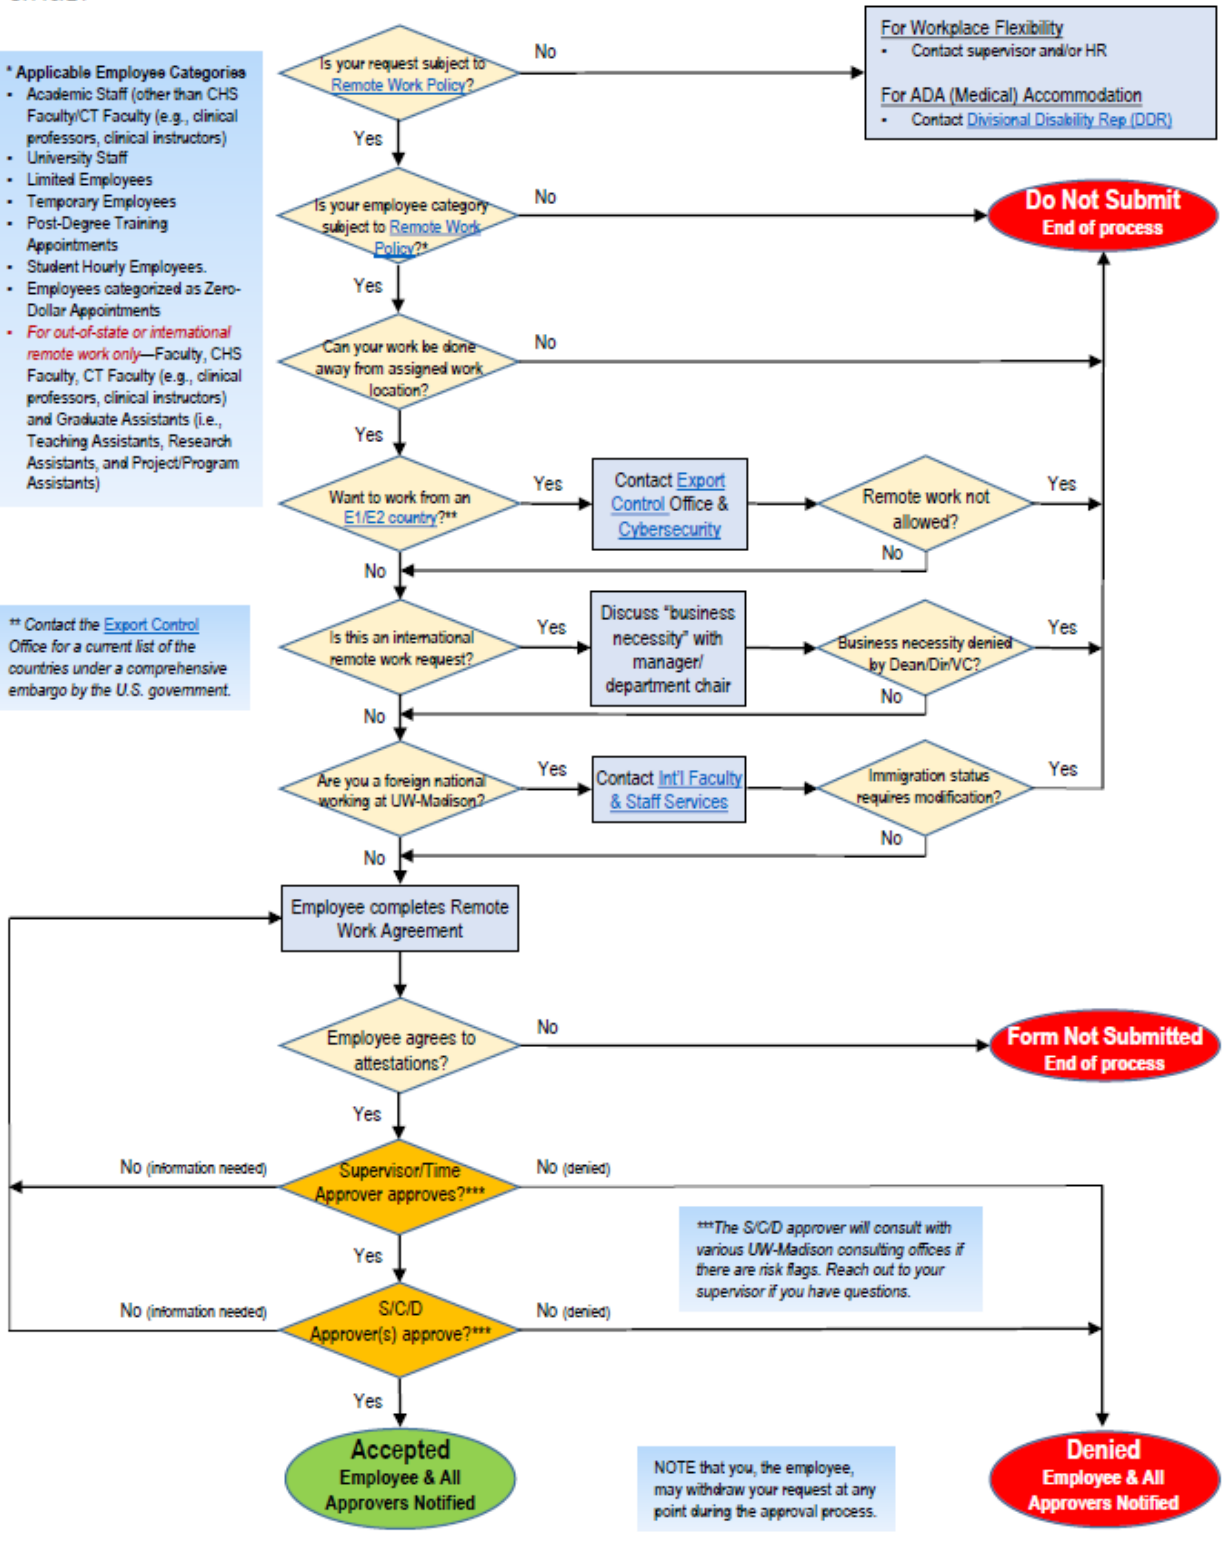 Is your request subject to
Remote Work Policy?
No
For Workplace Flexibility
• Contact supervisor and/or HR
For ADA (Medical) Accommodation
• Contact Divisional Disability Rep (DDR)
Yes
* Applicable Employee Categories
• Academic Staff (other than CHS
Faculty/CT Faculty (e.g., clinical
professors, clinical instructors)
• University Staff
• Limited Employees
• Temporary Employees
• Post-Degree Training
Appointments
• Student Hourly Employees.
• Employees categorized as Zero-
Dollar Appointments
• For out-of-state or international
remote work only—Faculty, CHS
Faculty, CT Faculty (e.g., clinical
professors, clinical instructors)
and Graduate Assistants (i.e.,
Teaching Assistants, Research
Assistants, and Project/Program
Assistants)
Is your employee category
subject to Remote Work
Policy?*
No
Do Not Submit
End of process
Yes
Can your work be done
away from assigned work
location?
No
Yes
Want to work from an
E1/E2 country?**
Yes
Contact Export
Control Office &
Cybersecurity
Remote work not
allowed?
Yes
No
No
** Contact the Export Control
Office for a current list of the
countries under a comprehensive
embargo by the U.S. government.
Is this an international
remote work request?
Yes
Discuss “business
necessity” with
manager/
department chair
Business necessity denied
by Dean/Dir/VC?
Yes
No
No
Are you a foreign national
working at UW-Madison?
Yes
Contact Int'l Faculty
& Staff Services
Immigration status
requires modification?
Yes
No
No
Employee completes Remote
Work Agreement
Employee agrees to
attestations?
No
Form Not Submitted
End of process
Yes
No (information needed)
Supervisor/Time
Approver approves?***
No (denied)
***The S/C/D approver will consult with
various UW-Madison consulting offices if
there are risk flags. Reach out to your
supervisor if you have questions.
Yes
No (information needed)
S/C/D
Approver(s) approve?***
No (denied)
Yes
Accepted
Employee & All
Approvers Notified
NOTE that you, the employee,
may withdraw your request at any
point during the approval process.
Denied
Employee & All
Approvers Notified